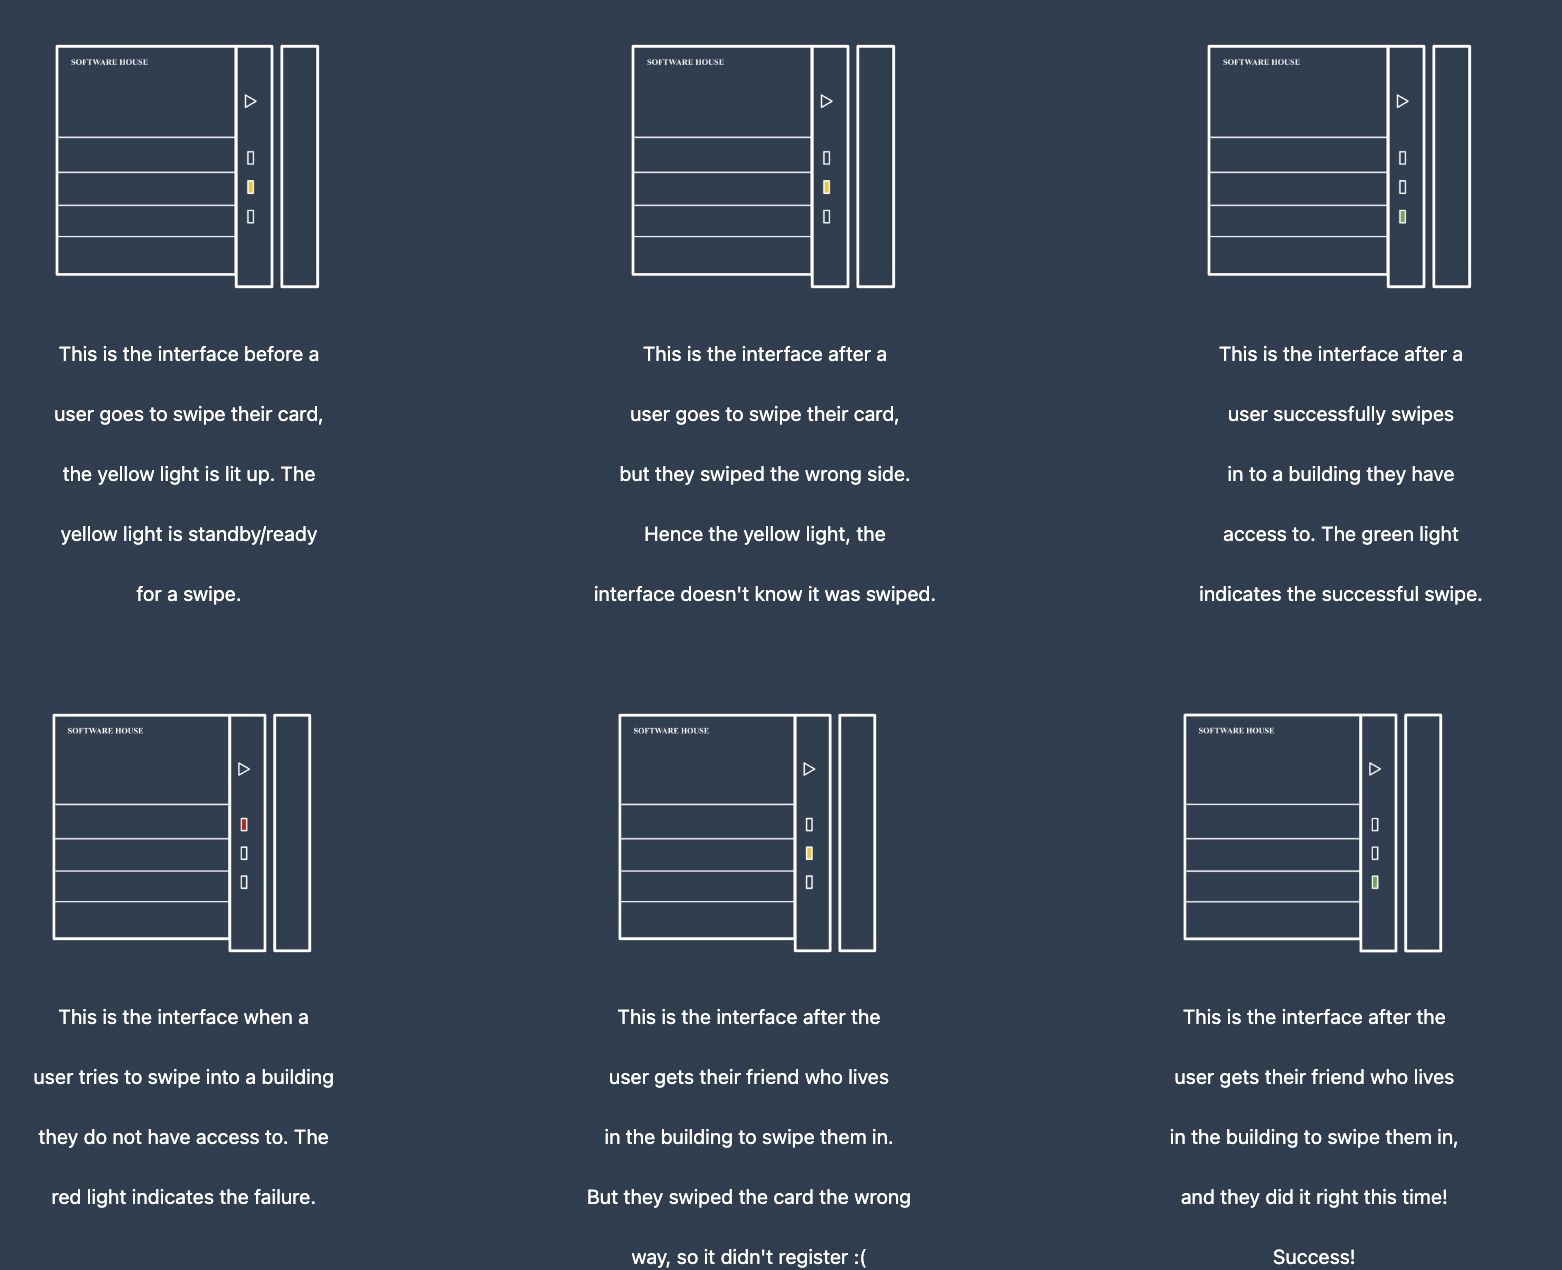 SOFTWARE HOUSE
This is the interface before a
user goes to swipe their card,
the yellow light is lit up. The
yellow light is standby/ready
for a swipe.
SOFTWARE HOUSE
This is the interface after a
user goes to swipe their card,
but they swiped the wrong side.
Hence the yellow light, the
interface doesn't know it was swiped.
SOFTWARE HOUSE
This is the interface after a
user successfully swipes
in to a building they have
access to. The green light
indicates the successful swipe.
SOFTWARE HOUSE
This is the interface when a
user tries to swipe into a building
they do not have access to. The
red light indicates the failure.
SOFTWARE HOUSE
This is the interface after the
user gets their friend who lives
in the building to swipe them in.
But they swiped the card the wrong
way, so it didn't register :(
SOFTWARE HOUSE
This is the interface after the
user gets their friend who lives
in the building to swipe them in,
and they did it right this time!
Success!